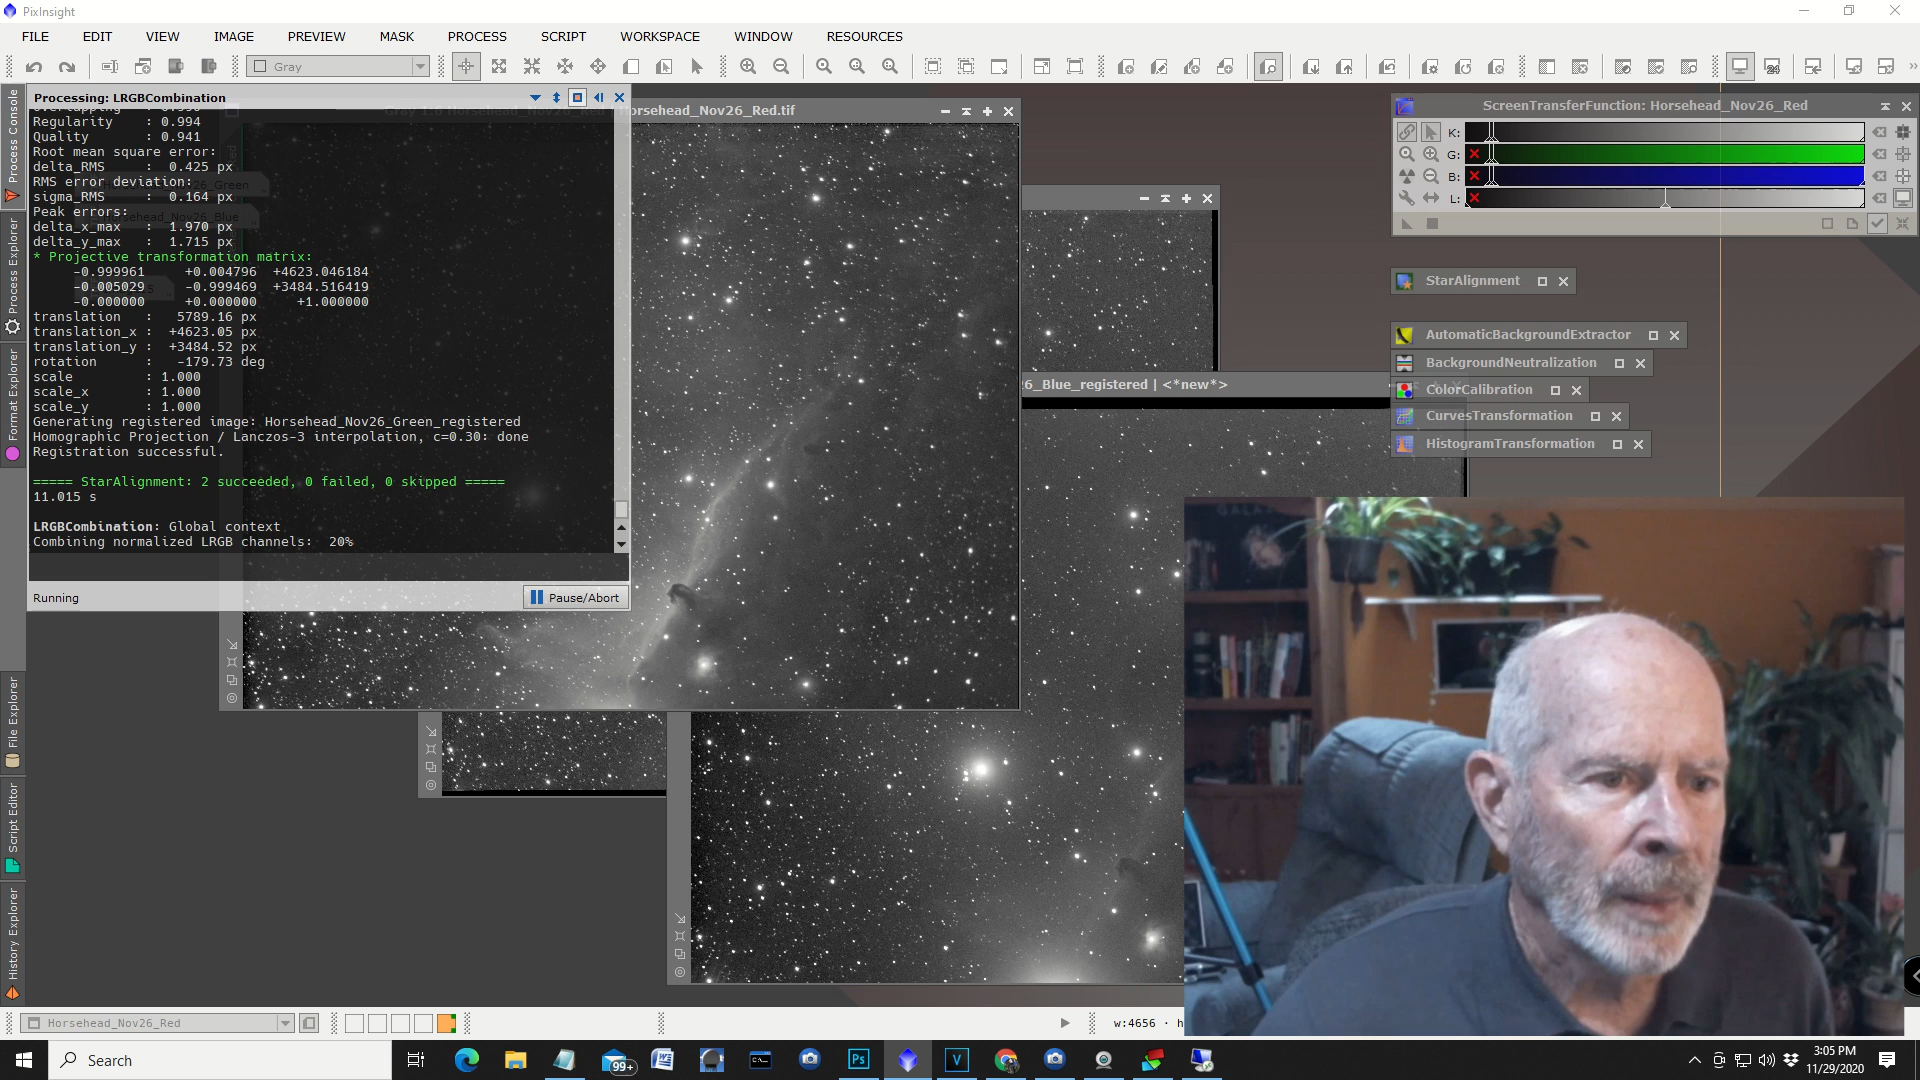 PixInsight
FILE EDIT VIEW IMAGE PREVIEW MASK PROCESS SCRIPT WORKSPACE WINDOW RESOURCES
Gray
Processing: LRGBCombination
Regularity : 0.994
Quality : 0.941
Root mean square error:
delta_RMS : 0.425 px
RMS error deviation:
sigma_RMS : 0.164 px
Peak errors:
delta_x_max : 1.970 px
delta_y_max : 1.715 px
* Projective transformation matrix:
-0.999961 +0.004796 +4623.046184
-0.005029 -0.999469 +3484.516419
-0.000000 +0.000000 +1.000000
translation : 5789.16 px
translation_x : +4623.05 px
translation_y : +3484.52 px
rotation : -179.73 deg
scale : 1.000
scale_x : 1.000
scale_y : 1.000
Generating registered image: Horsehead_Nov26_Green_registered
Homographic Projection / Lanczos-3 interpolation, c=0.30: done
Registration successful.
===== StarAlignment: 2 succeeded, 0 failed, 0 skipped =====
11.015 s
LRGBCombination: Global context
Combining normalized LRGB channels: 20%
Running
Pause/Abort
Horsehead_Nov26_Red.tif
6_Blue_registered | <*new*>
ScreenTransferFunction: Horsehead_Nov26_Red
K:
G:
B:
L:
StarAlignment
AutomaticBackgroundExtractor
BackgroundNeutralization
ColorCalibration
CurvesTransformation
HistogramTransformation
Process Console
Process Explorer
Format Explorer
File Explorer
Script Editor
History Explorer
Horsehead_Nov26_Red
w:4656 · h
Search
99+
Ps
V
3:05 PM
11/29/2020